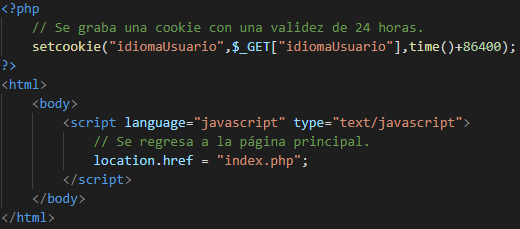 <?php
// Se graba una cookie con una validez de 24 horas.
setcookie("idiomaUsuario",$_GET["idiomaUsuario"],time()+86400);
?>
<html>
<body>
<script language="javascript" type="text/javascript">
// Se regresa a la página principal.
location.href = "index.php";
</script>
</body>
</html>